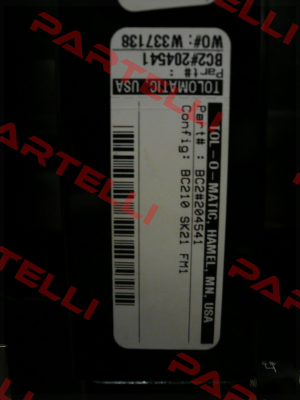 TOL-O-MATIC, HAMEL, MN, USA
Part# : BC2#204541
Config: BC210 SK21 FM1
TOLOMATIC, USA
Part# :
BC2#204541
WO#: W337138
PARTELLI
PARTELLI
PARTELLI
PARTELLI
PARTELLI